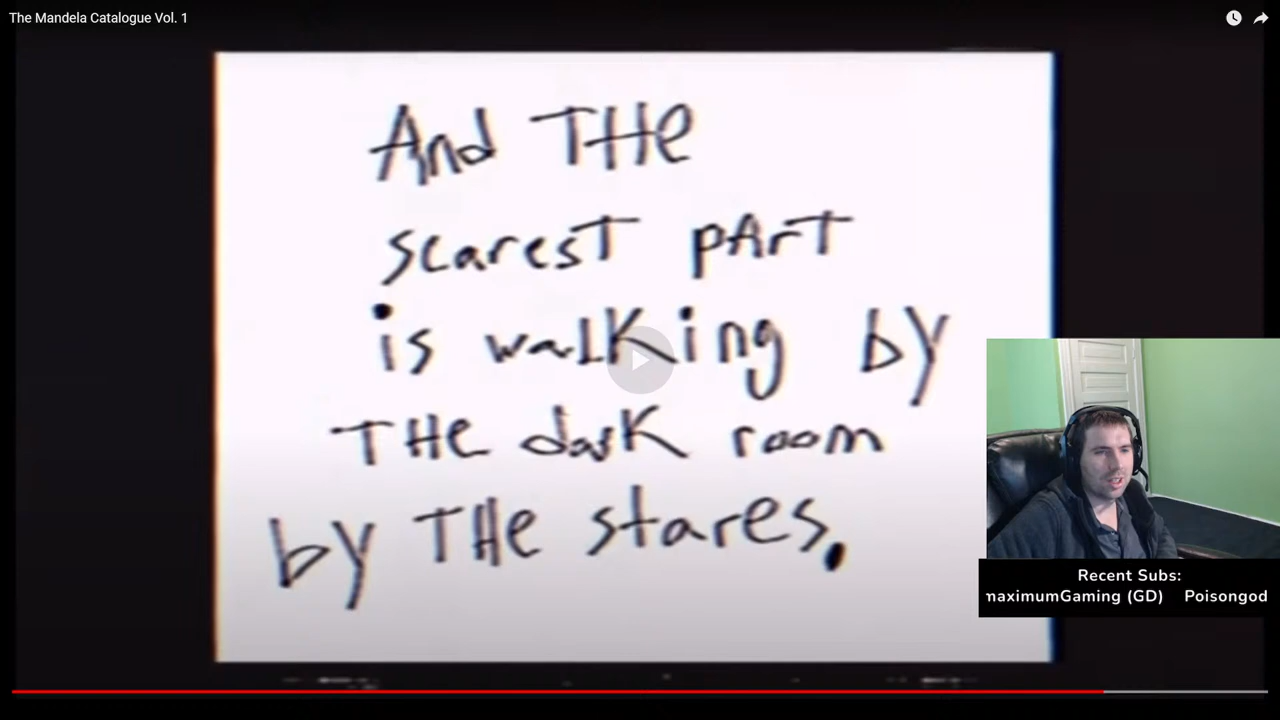 The Mandela Catalogue Vol. 1
And THe
scaresT pArT
is walKing by
THe darK room
by THe stares.
Recent Subs:
maximumGaming (GD) Poisongod